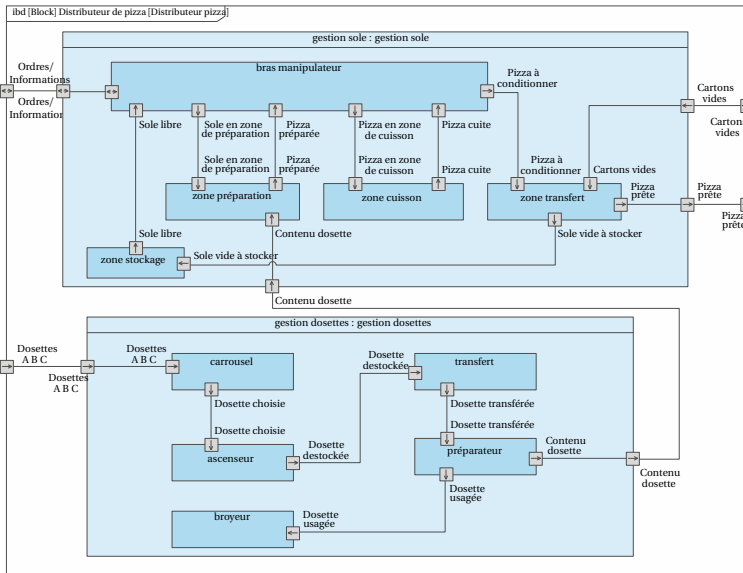 ibd [Block] Distributeur de pizza [Distributeur pizza]
gestion sole : gestion sole
bras manipulateur
Ordres/
Informations
Ordres/
Information
Pizza à
conditionner
Cartons
vides
Cartons
vides
Sole libre
Sole en zone
de préparation
Pizza
préparée
Pizza en zone
de cuisson
Pizza cuite
Sole en zone
de préparation
Pizza
préparée
Pizza en zone
de cuisson
Pizza cuite
Pizza à
conditionner
Cartons vides
zone préparation
zone cuisson
zone transfert
Pizza
prête
Pizza
prête
Pizza
prête
Sole libre
Contenu dosette
Sole vide à stocker
zone stockage
Sole vide à stocker
Contenu dosette
gestion dosettes : gestion dosettes
Dosettes
A B C
Dosettes
A B C
Dosettes
A B C
carrousel
Dosette
destockée
transfert
Dosette choisie
Dosette transférée
Dosette choisie
Dosette transférée
ascenseur
Dosette
destockée
préparateur
Contenu
dosette
Contenu
dosette
Dosette
usagée
broyeur
Dosette
usagée